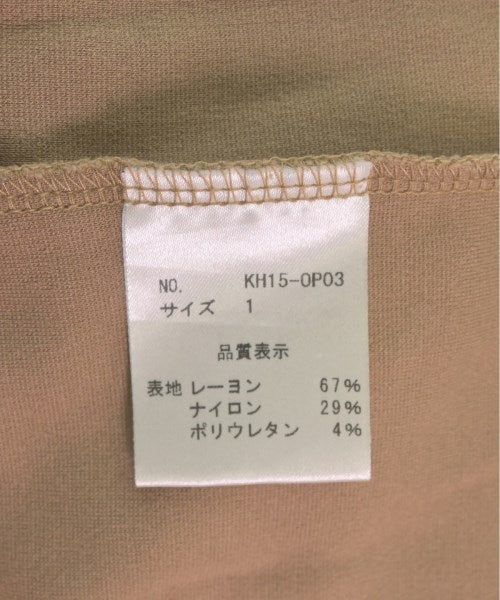 NO. KH15-OP03
サイズ 1
品質表示
表地 レーヨン 67%
ナイロン 29%
ポリウレタン 4%